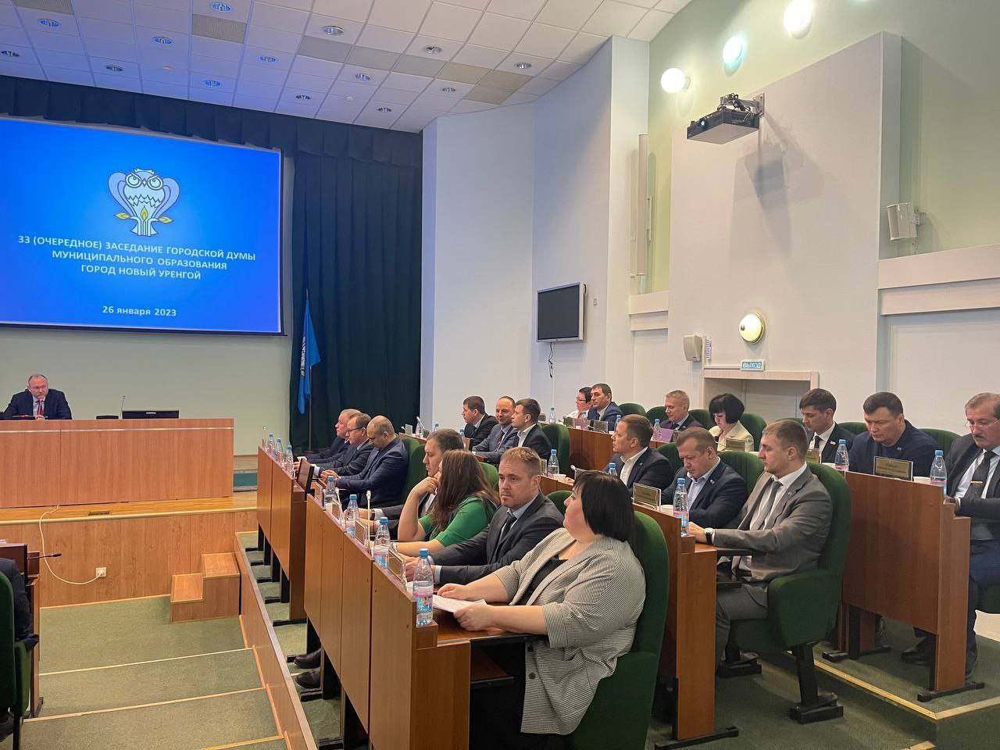 33 (ОЧЕРЕДНОЕ) ЗАСЕДАНИЕ ГОРОДСКОЙ ДУМЫ
МУНИЦИПАЛЬНОГО ОБРАЗОВАНИЯ
ГОРОД НОВЫЙ УРЕНГОЙ
26 января 2023
ВЫХОД